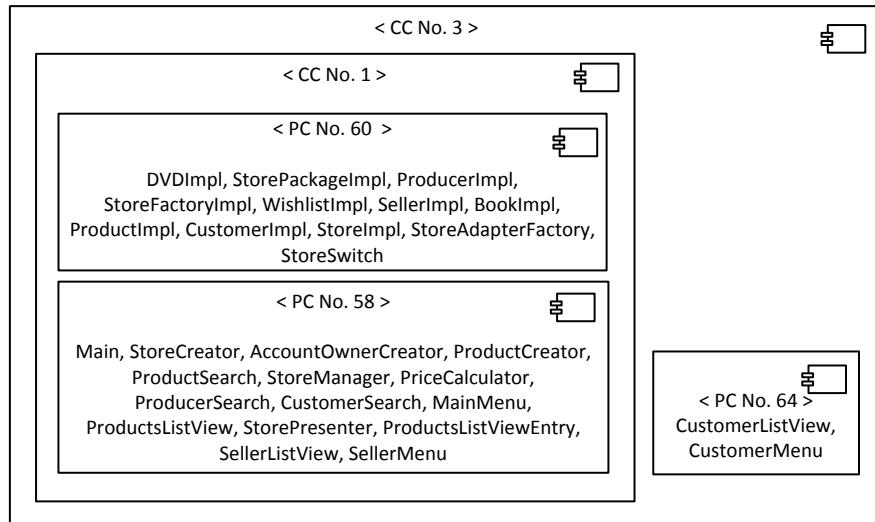 < CC No. 3 >
< CC No. 1 >
< PC No. 60  >
DVDImpl, StorePackageImpl, ProducerImpl,
StoreFactoryImpl, WishlistImpl, SellerImpl, BookImpl,
ProductImpl, CustomerImpl, StoreImpl, StoreAdapterFactory,
StoreSwitch
< PC No. 58 >
Main, StoreCreator, AccountOwnerCreator, ProductCreator,
ProductSearch, StoreManager, PriceCalculator,
ProducerSearch, CustomerSearch, MainMenu,
ProductsListView, StorePresenter, ProductsListViewEntry,
SellerListView, SellerMenu
< PC No. 64 >
CustomerListView,
CustomerMenu